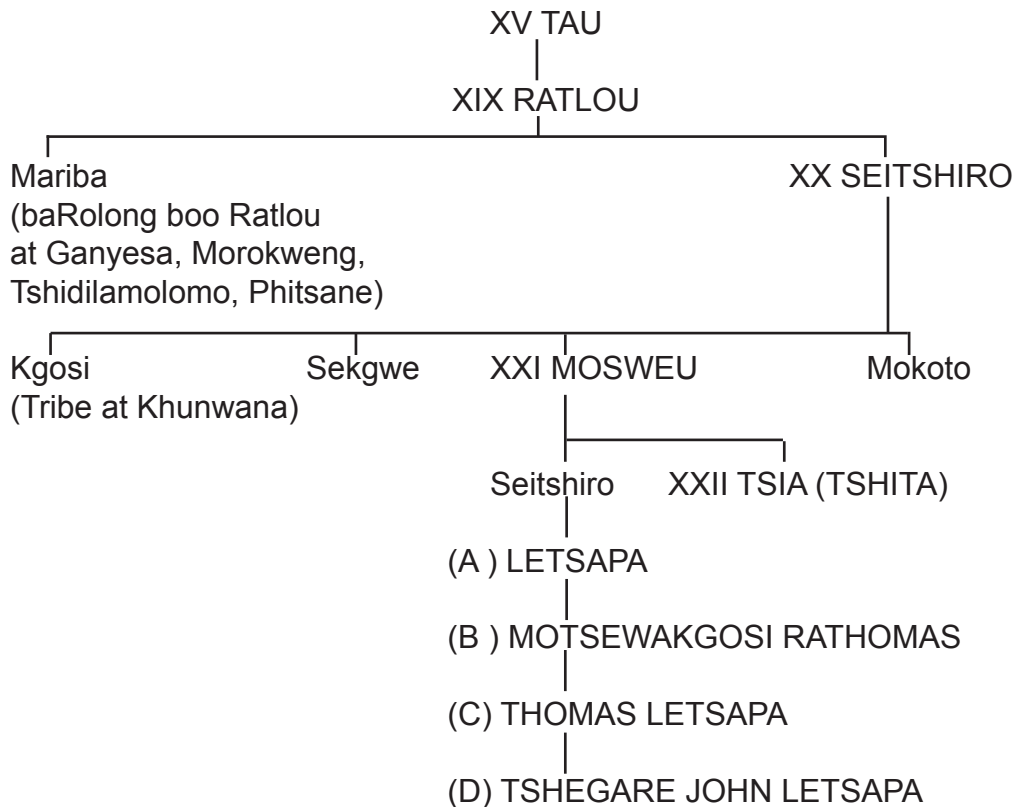 XV TAU
XIX RATLOU
Mariba
(baRolong boo Ratlou
at Ganyesa, Morokweng,
Tshidilamolomo, Phitsane)
XX SEITSHIRO
Kgosi
(Tribe at Khunwana)
Sekgwe
XXI MOSWEU
Mokoto
Seitshiro
XXII TSIA (TSHITA)
(A ) LETSAPA
(B ) MOTSEWAKGOSI RATHOMAS
(C) THOMAS LETSAPA
(D) TSHEGARE JOHN LETSAPA